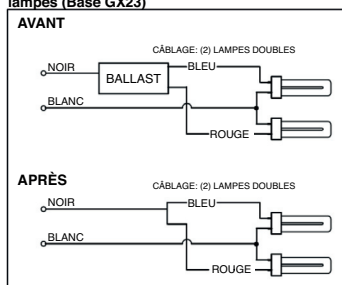 lampes (Base GX23)
AVANT
CÂBLAGE: (2) LAMPES DOUBLES
NOIR
BALLAST
BLEU
BLANC
ROUGE
APRÈS
CÂBLAGE: (2) LAMPES DOUBLES
NOIR
BLEU
BLANC
ROUGE